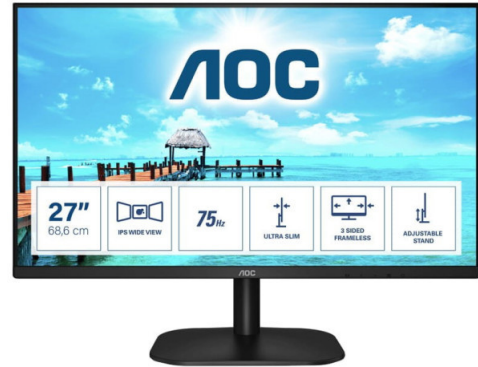 AOC
27"
68,6 cm
IPS WIDE VIEW
75Hz
ULTRA SLIM
3 SIDED
FRAMELESS
ADJUSTABLE
STAND
AOC